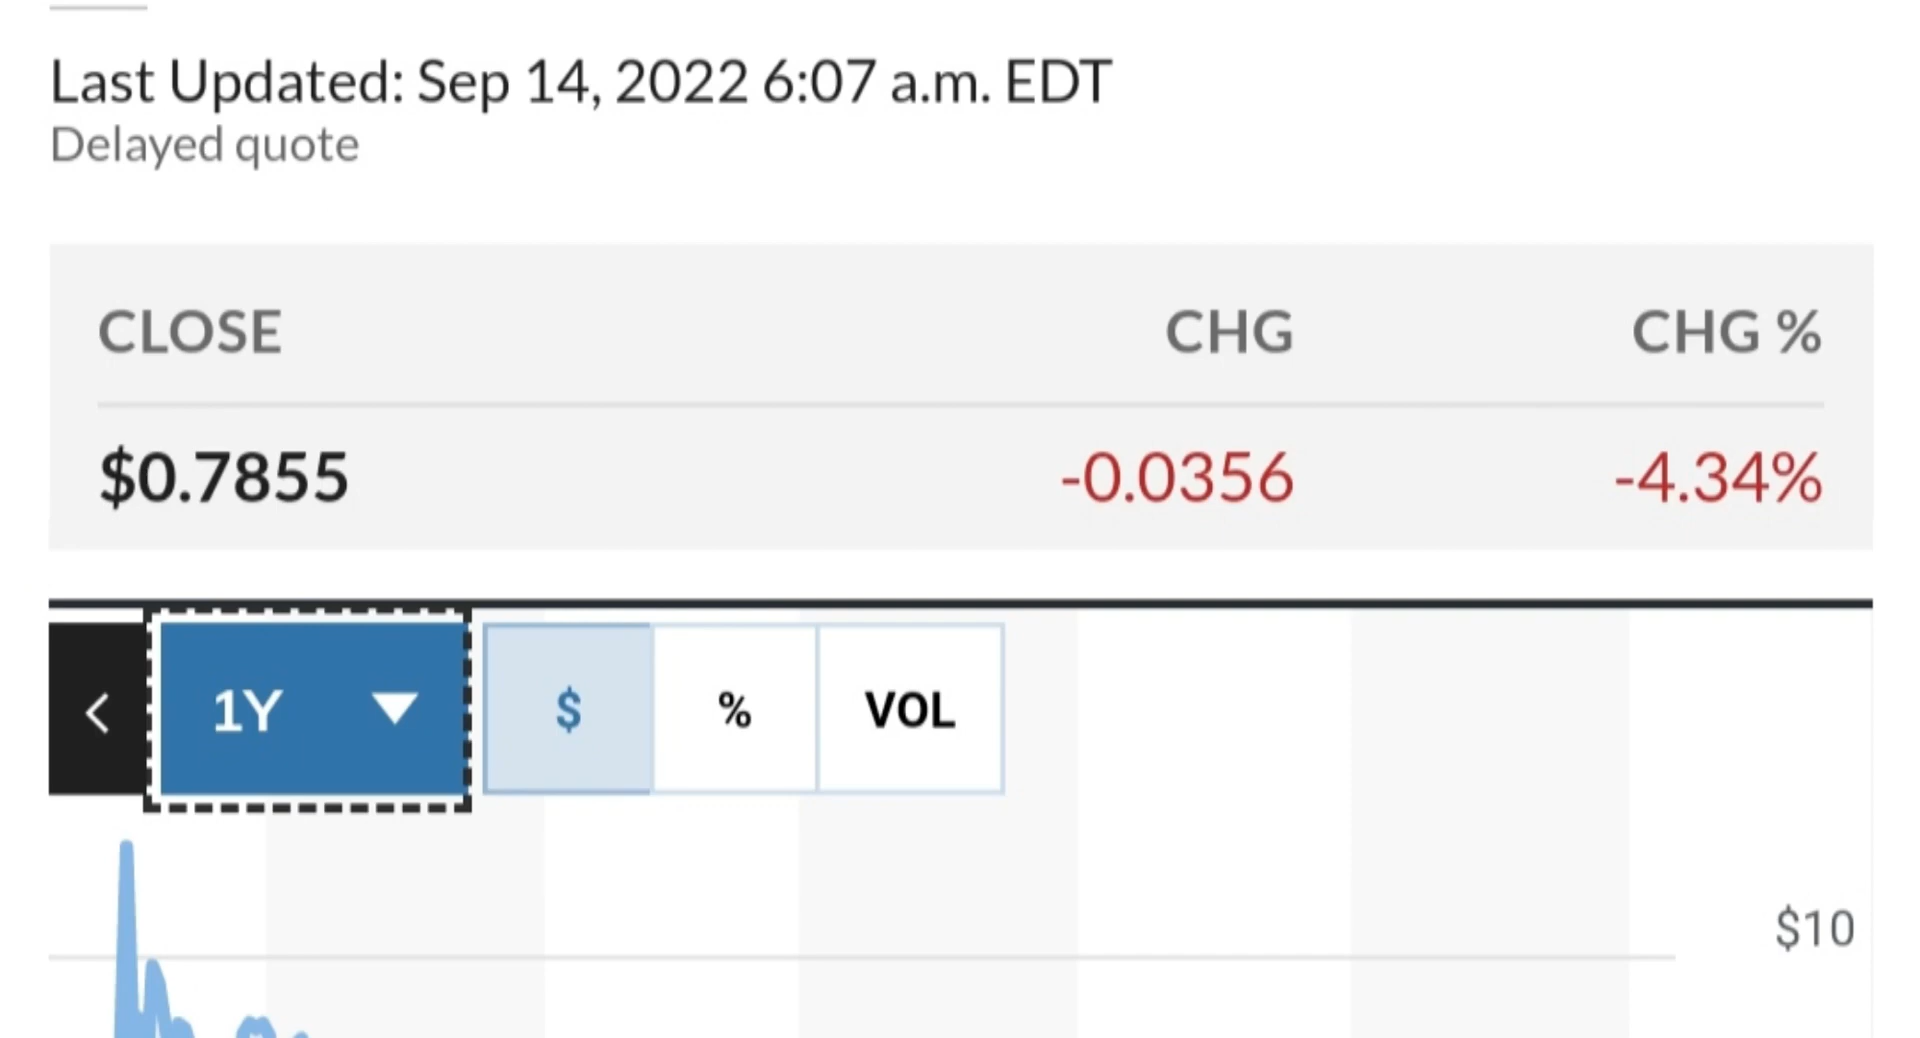 Last Updated: Sep 14, 2022 6:07 a.m. EDT
Delayed quote
CLOSE CHG CHG %
$0.7855 -0.0356 -4.34%
1Y $ % VOL
$10